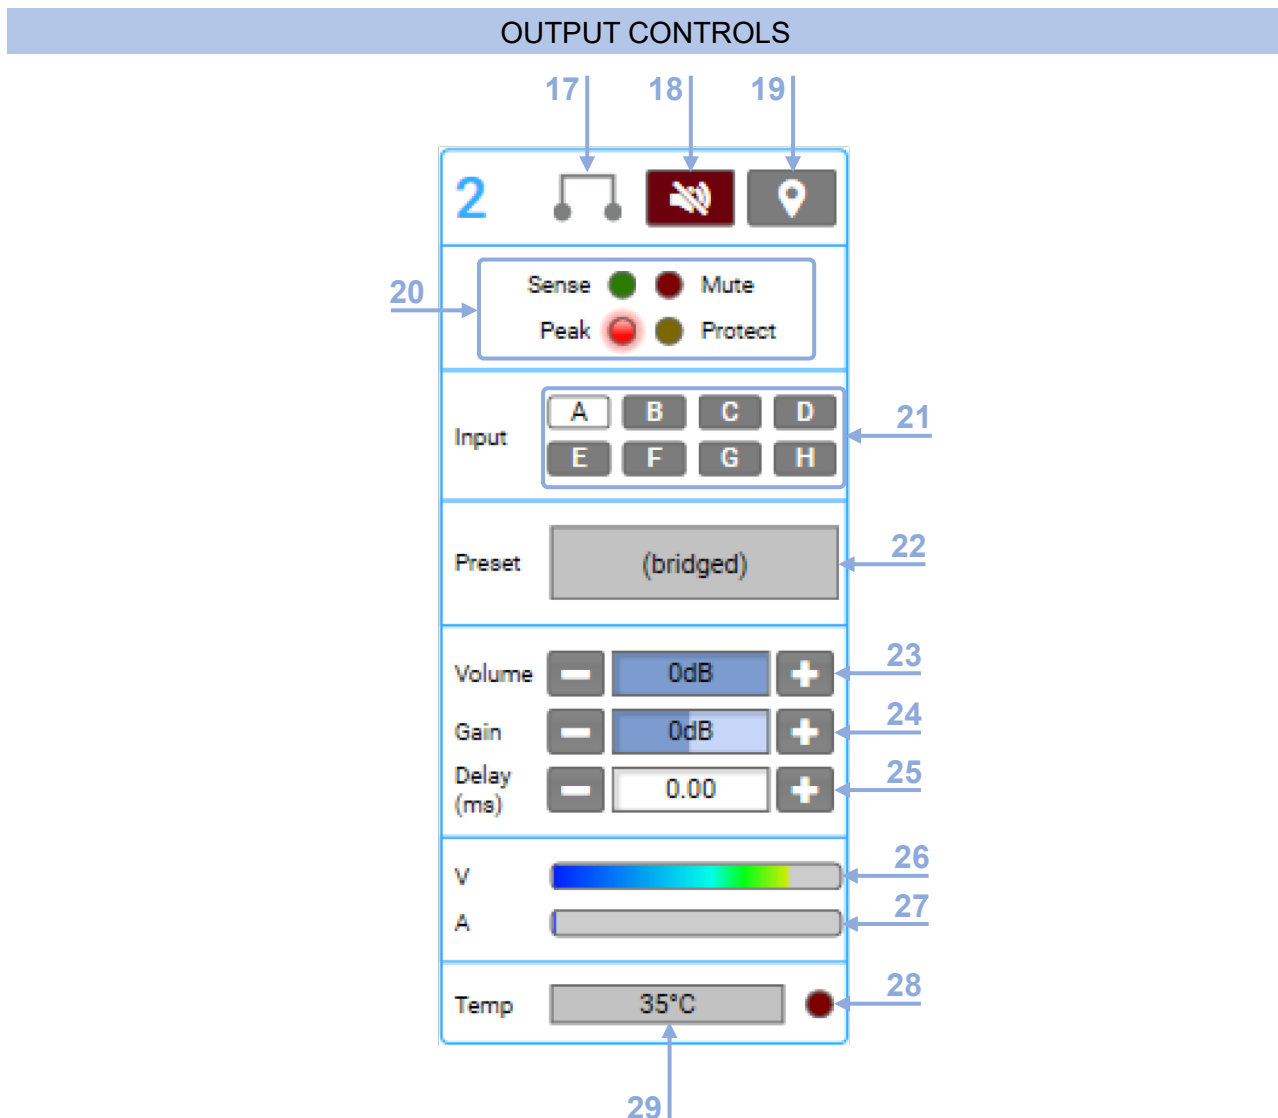 OUTPUT CONTROLS
17 18 19
2
20
Sense Mute
Peak Protect
A B C D
21
Input
E F G H
22
Preset (bridged)
23
Volume 0dB
24
Gain 0dB
25
Delay
(ms) 0.00
26
V
27
A
28
Temp 35°C
29